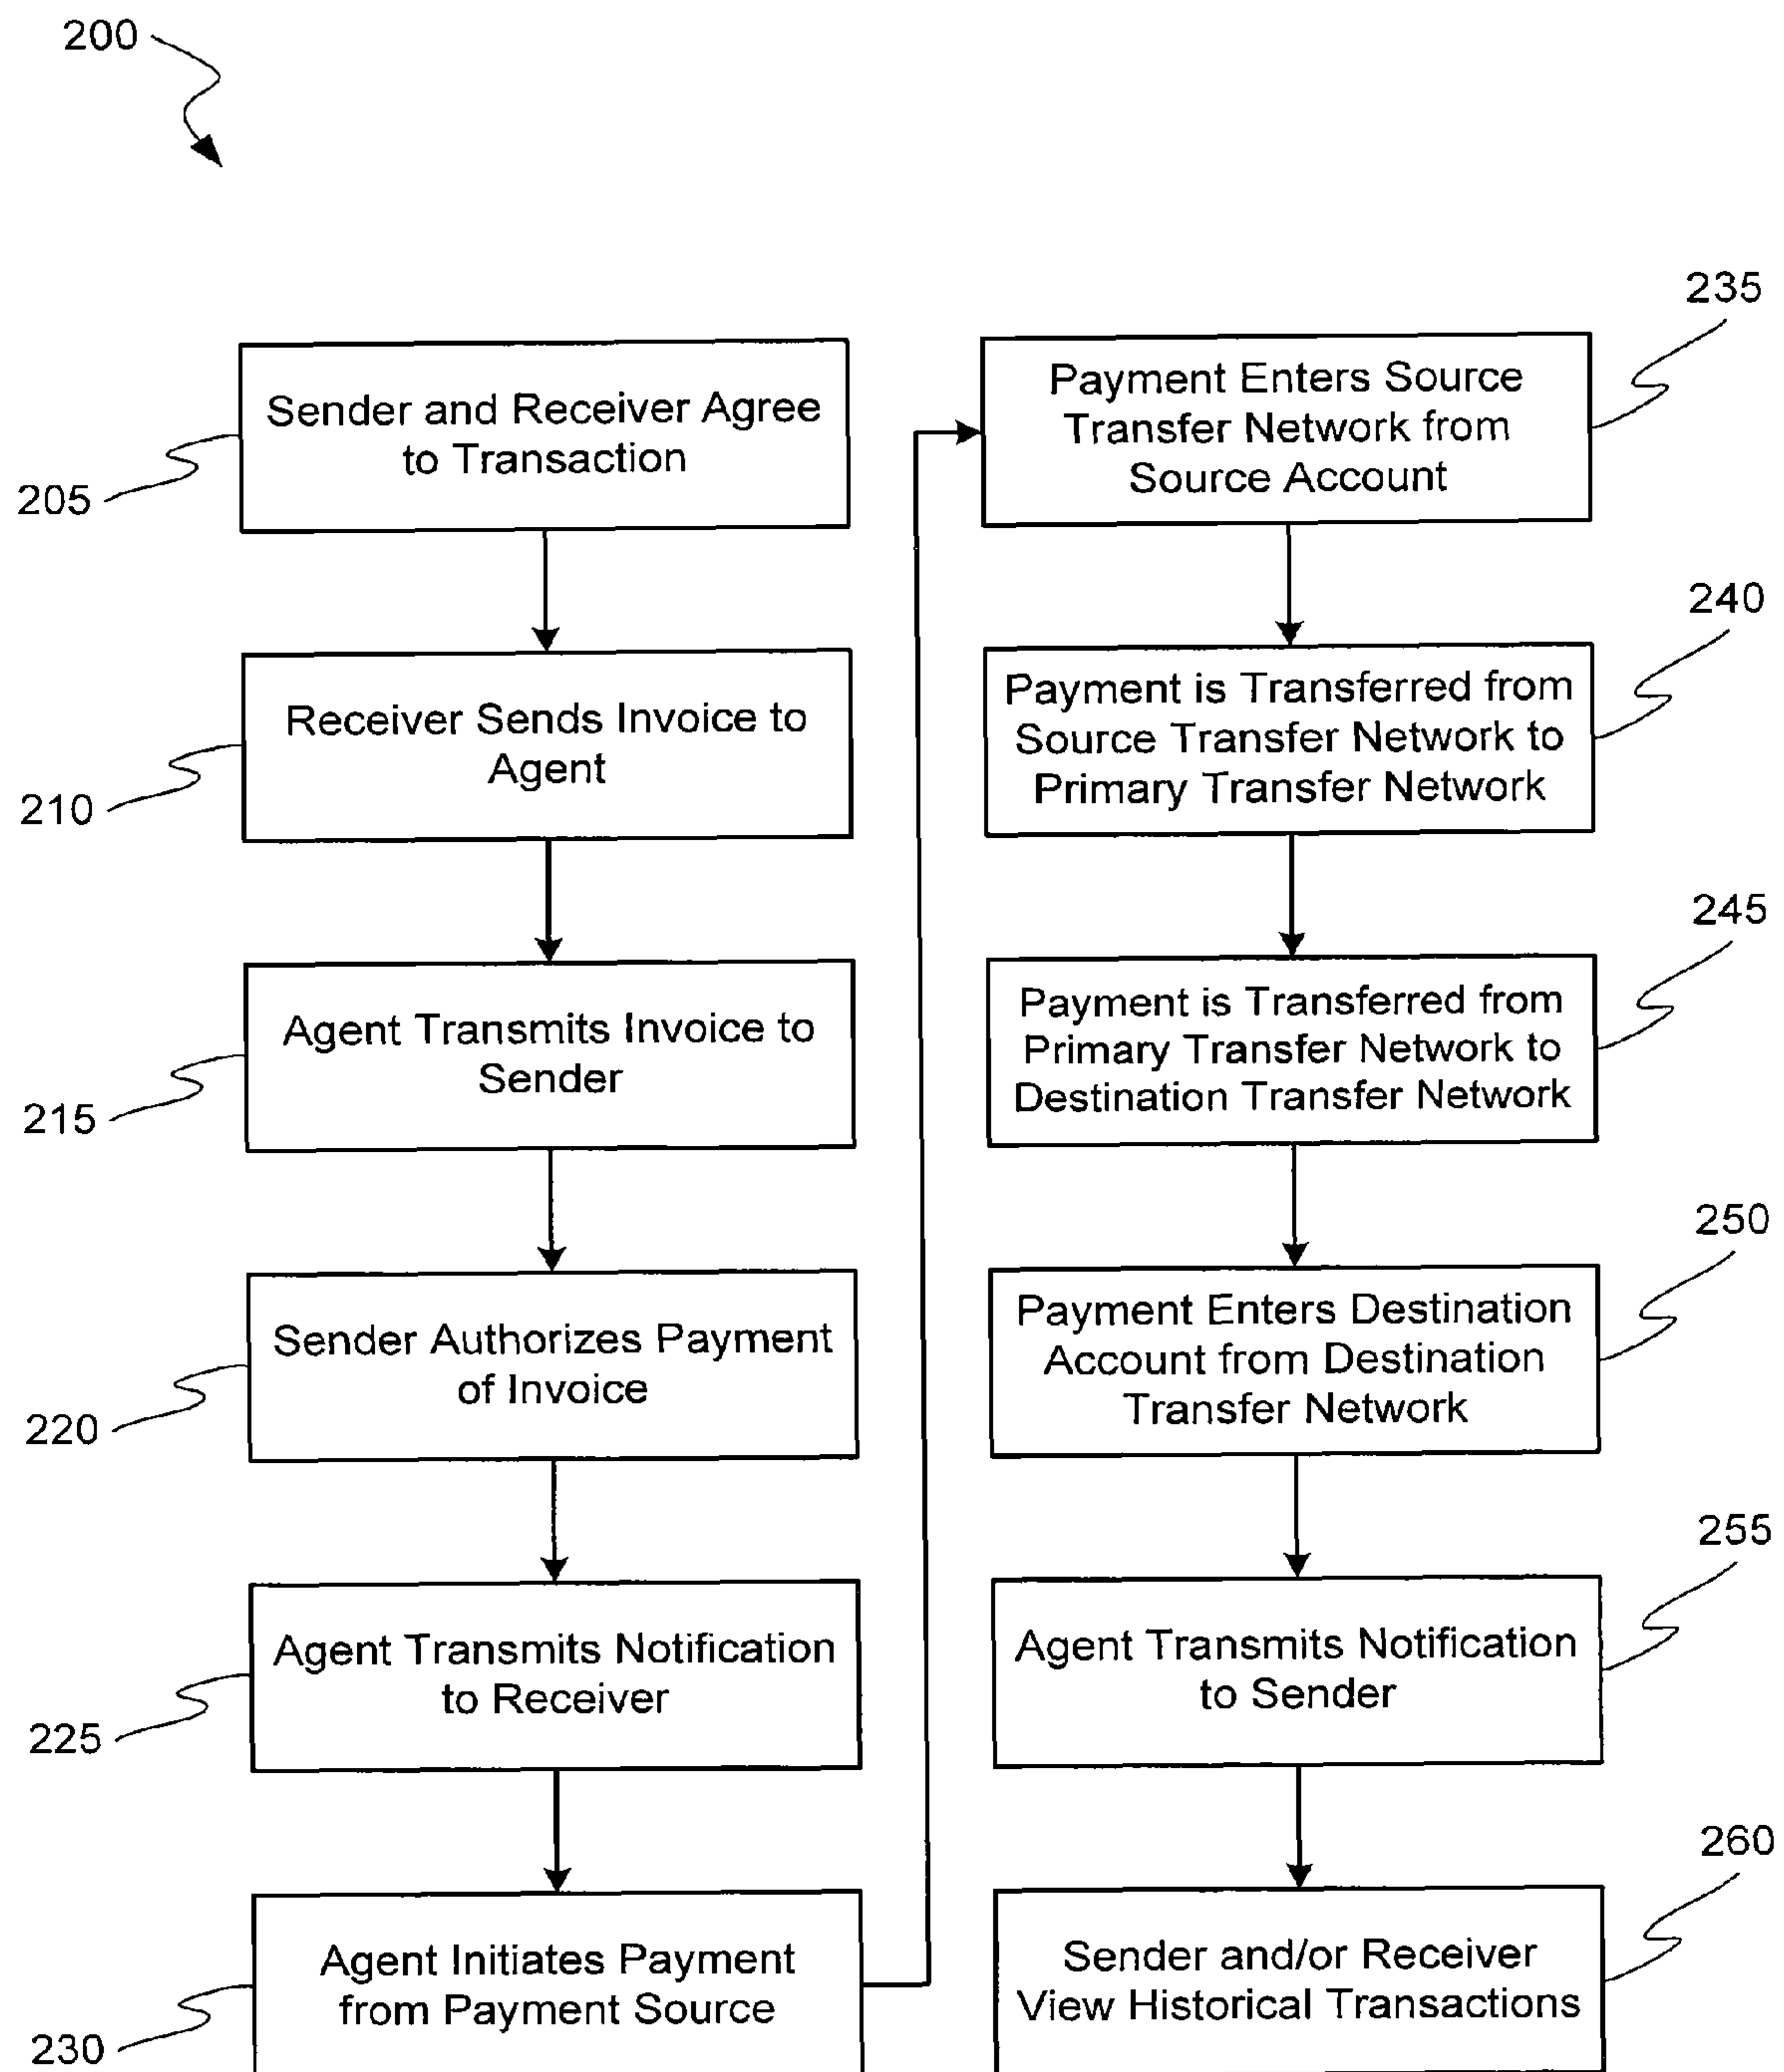 200
Sender and Receiver Agree
to Transaction
205
Receiver Sends Invoice to
Agent
210
Agent Transmits Invoice to
Sender
215
Sender Authorizes Payment
of Invoice
220
Agent Transmits Notification
to Receiver
225
Agent Initiates Payment
from Payment Source
230
235
Payment Enters Source
Transfer Network from
Source Account
240
Payment is Transferred from
Source Transfer Network to
Primary Transfer Network
245
Payment is Transferred from
Primary Transfer Network to
Destination Transfer Network
250
Payment Enters Destination
Account from Destination
Transfer Network
255
Agent Transmits Notification
to Sender
260
Sender and/or Receiver
View Historical Transactions